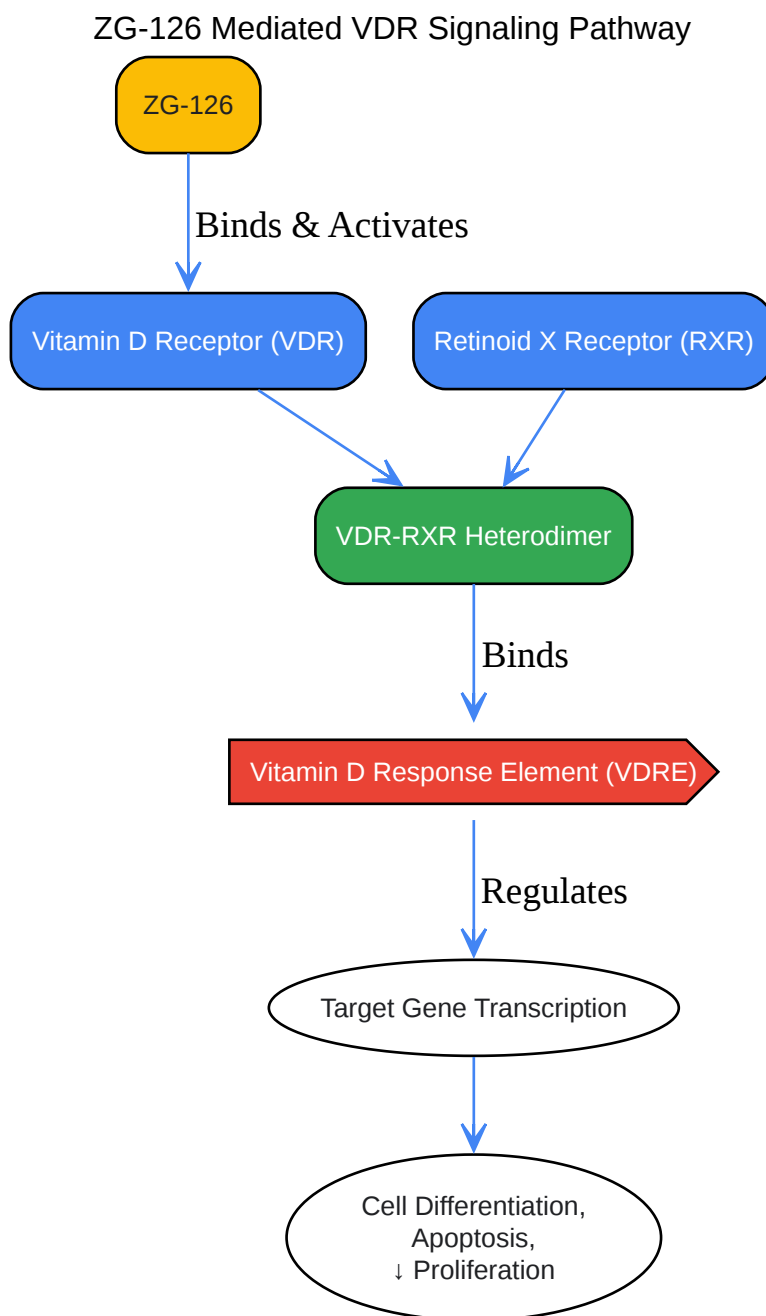 ZG-126 Mediated VDR Signaling Pathway
ZG-126
Binds & Activates
Vitamin D Receptor (VDR)
Retinoid X Receptor (RXR)
VDR-RXR Heterodimer
Binds
Vitamin D Response Element (VDRE)
Regulates
Target Gene Transcription
Cell Differentiation,
Apoptosis,
↓ Proliferation